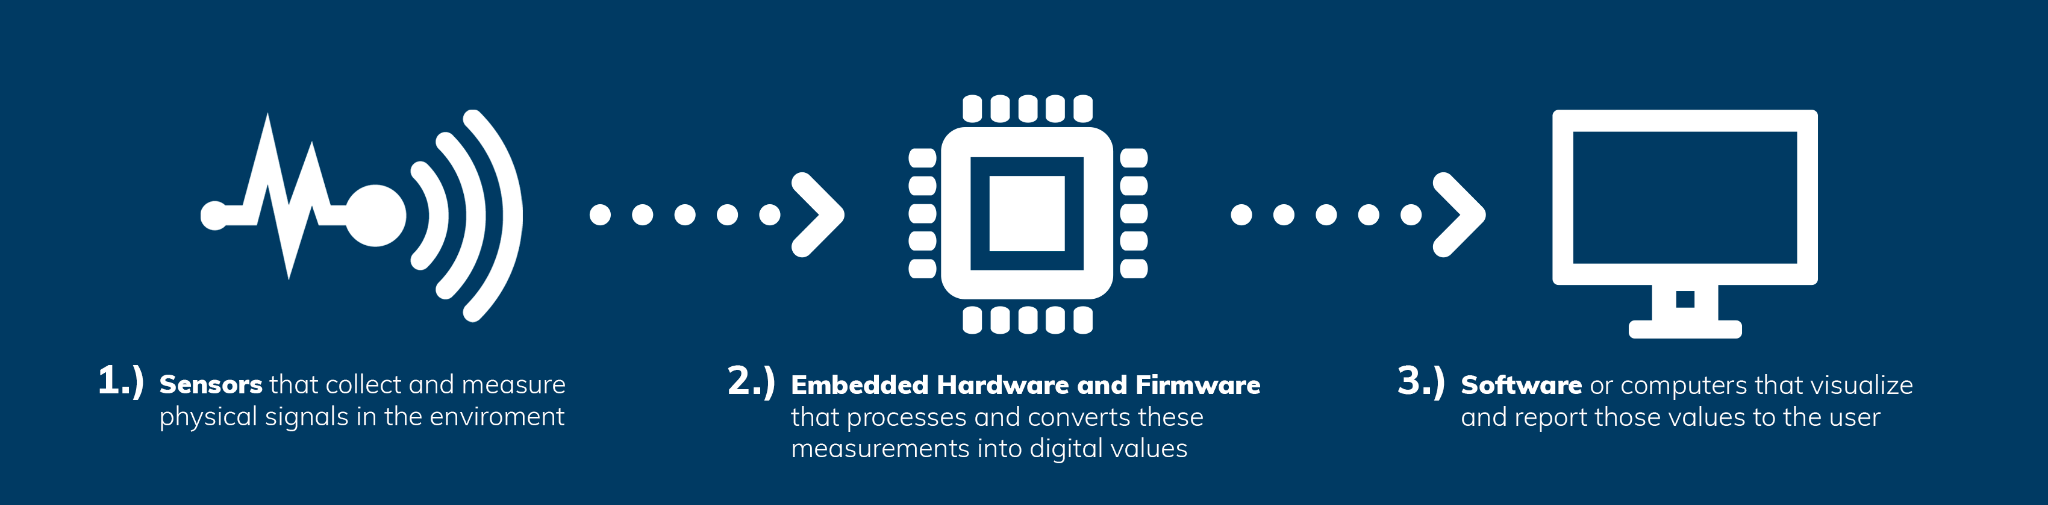 1.) Sensors that collect and measure
physical signals in the enviroment
2.) Embedded Hardware and Firmware
that processes and converts these
measurements into digital values
3.) Software or computers that visualize
and report those values to the user